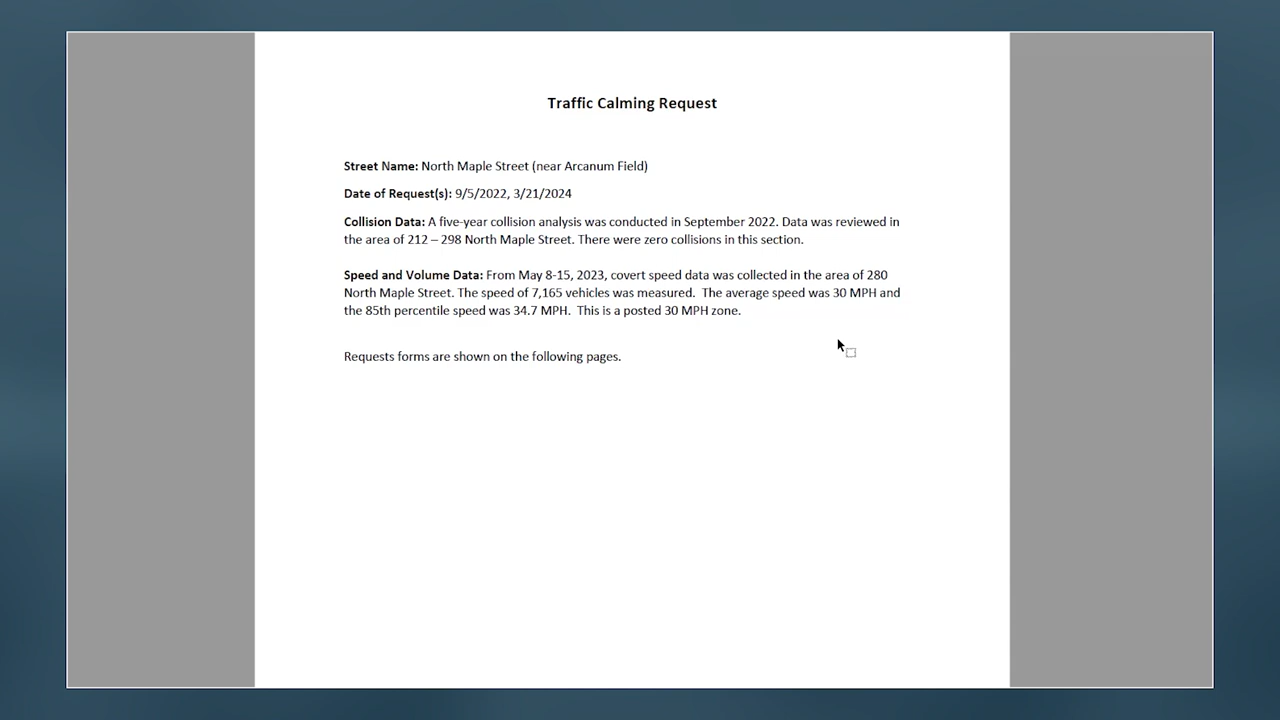 Traffic Calming Request
Street Name: North Maple Street (near Arcanum Field)
Date of Request(s): 9/5/2022, 3/21/2024
Collision Data: A five-year collision analysis was conducted in September 2022. Data was reviewed in
the area of 212 – 298 North Maple Street. There were zero collisions in this section.
Speed and Volume Data: From May 8-15, 2023, covert speed data was collected in the area of 280
North Maple Street. The speed of 7,165 vehicles was measured.  The average speed was 30 MPH and
the 85th percentile speed was 34.7 MPH.  This is a posted 30 MPH zone.
Requests forms are shown on the following pages.